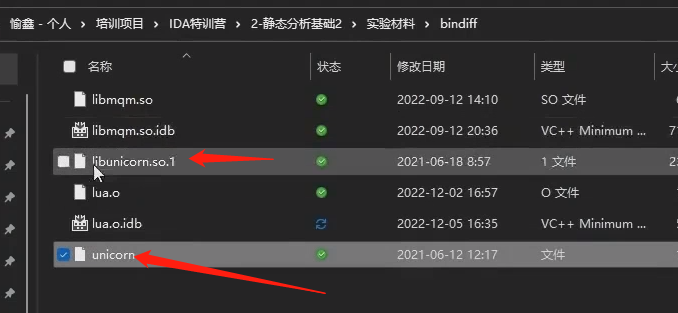 愉鑫 - 个人 › 培训项目 › IDA特训营 › 2-静态分析基础2 › 实验材料 › bindiff
名称 状态 修改日期 类型
libmqm.so 2022-09-12 14:10 SO 文件
libmqm.so.idb 2022-09-12 20:36 VC++ Minimum ...
libunicorn.so.1 2021-06-18 8:57 1 文件
lua.o 2022-12-02 16:57 O 文件
lua.o.idb 2022-12-05 16:35 VC++ Minimum ...
unicorn 2021-06-12 12:17 文件